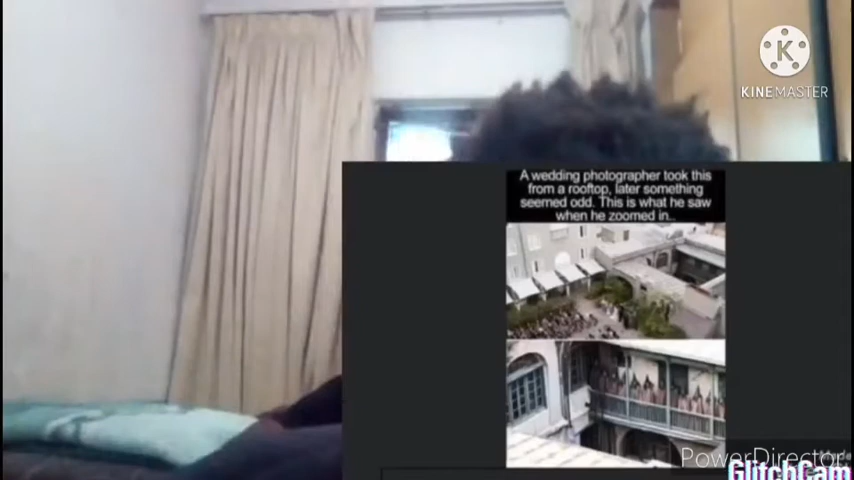 KINEMASTER
A wedding photographer took this
from a rooftop, later something
seemed odd. This is what he saw
when he zoomed in..
PowerDirector
GlitchCam